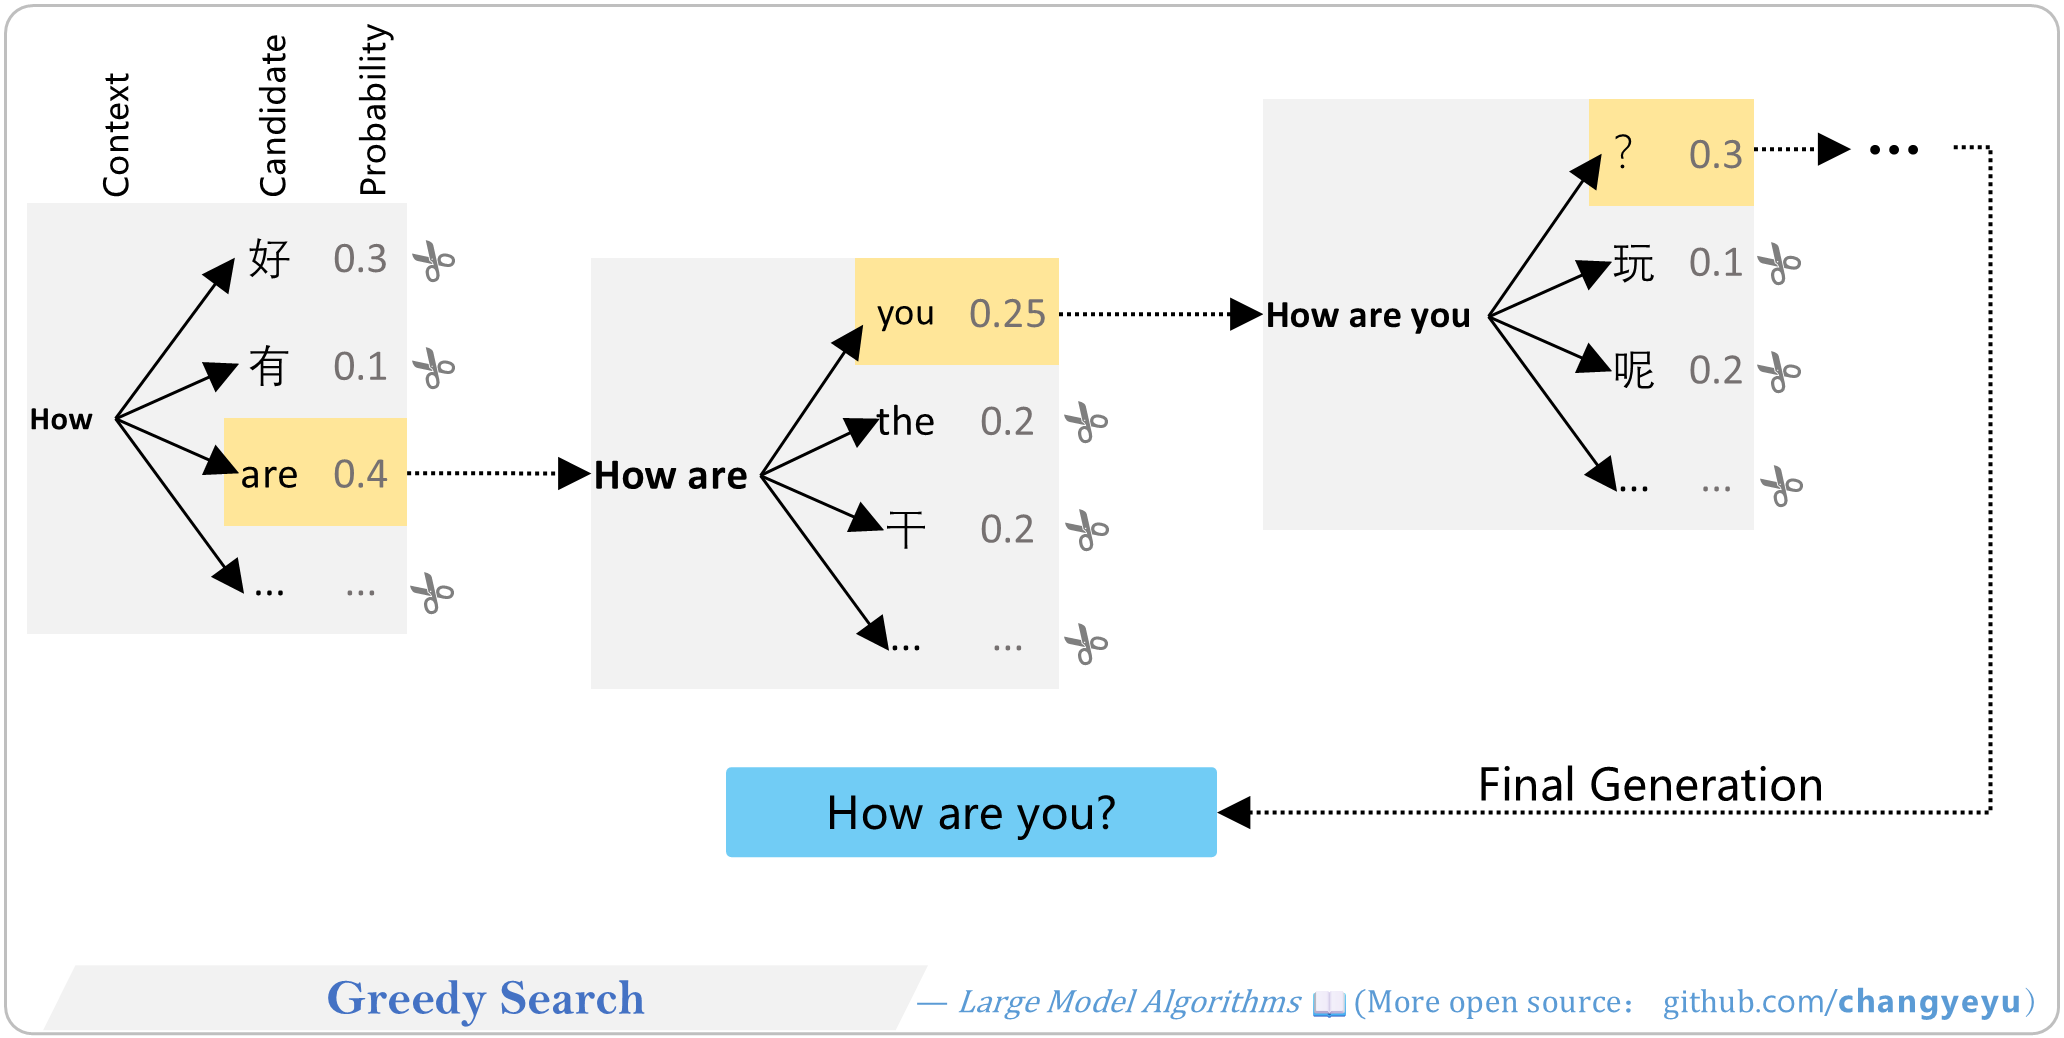 Context
Candidate
Probability
How
好 0.3
有 0.1
are 0.4
... ...
How are
you 0.25
the 0.2
干 0.2
... ...
How are you
？ 0.3
玩 0.1
呢 0.2
... ...
...
Final Generation
How are you?
Greedy Search
— Large Model Algorithms 📖 (More open source： github.com/changyeyu）